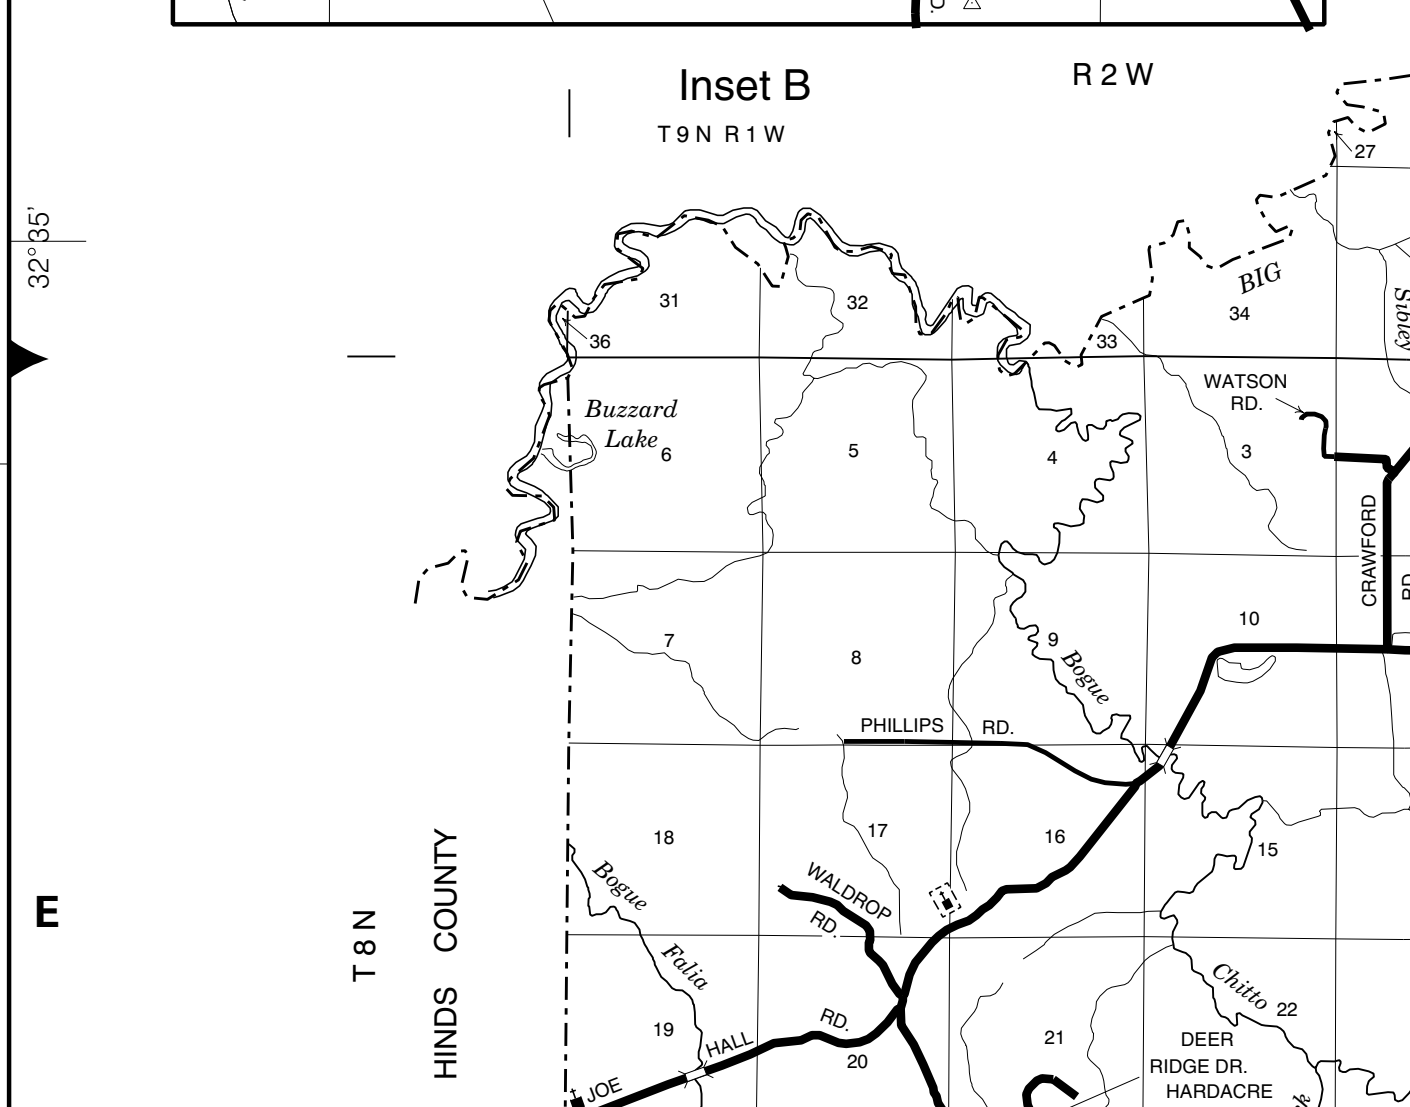 Inset B
R 2 W
T 9 N R 1 W
27
32°35'
BIG
31
32
34
33
36
Sibley
WATSON
RD.
Buzzard
Lake
6
5
4
3
CRAWFORD
RD.
10
7
8
9
Bogue
PHILLIPS RD.
18
17
16
15
HINDS COUNTY
T 8 N
E
Bogue
Falia
WALDROP
RD.
Chitto
22
19
HALL
RD.
20
21
DEER
RIDGE DR.
HARDACRE
JOE